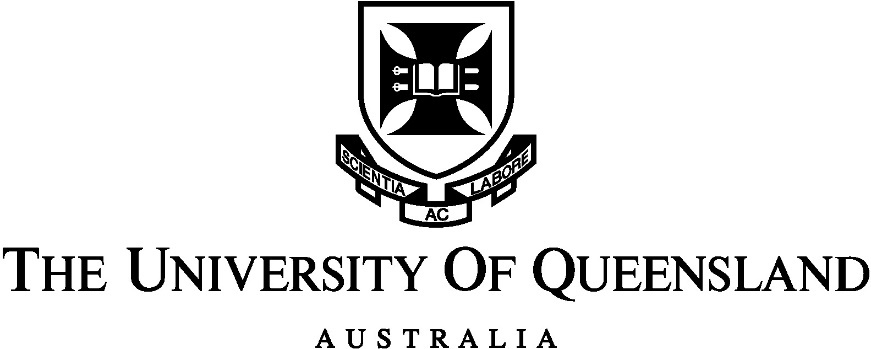 SCIENTIA AC LABORE
THE UNIVERSITY OF QUEENSLAND
AUSTRALIA